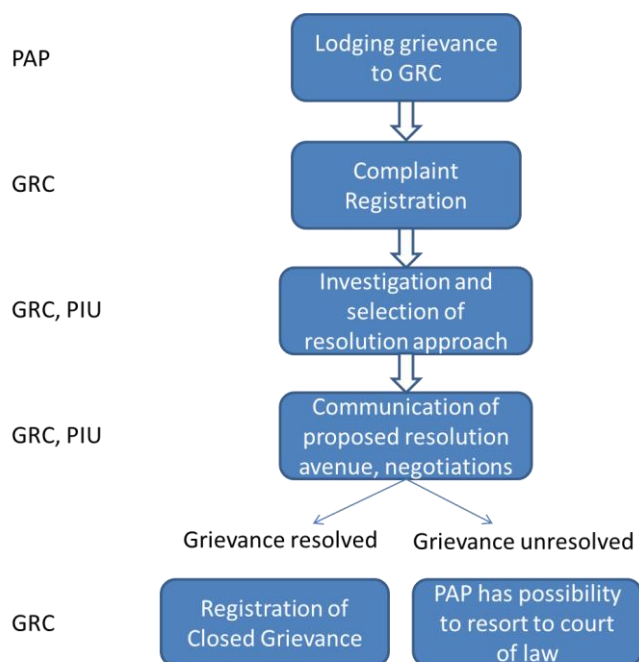 PAP
Lodging grievance
to GRC
GRC
Complaint
Registration
GRC, PIU
Investigation and
selection of
resolution approach
GRC, PIU
Communication of
proposed resolution
avenue, negotiations
Grievance resolved
Grievance unresolved
GRC
Registration of
Closed Grievance
PAP has possibility
to resort to court
of law